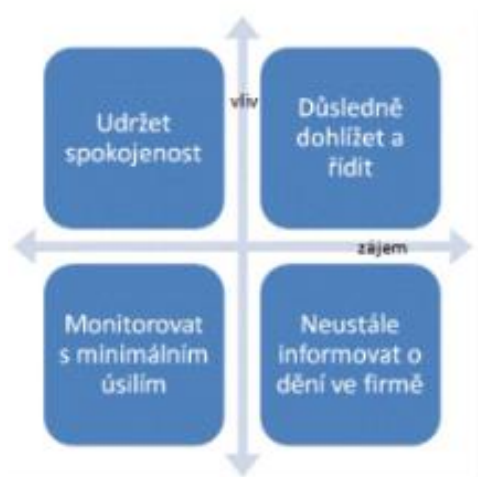 vliv
Udržet
spokojenost
Důsledně
dohlížet a
řídit
zájem
Monitorovat
s minimálním
úsilím
Neustále
informovat o
dění ve firmě